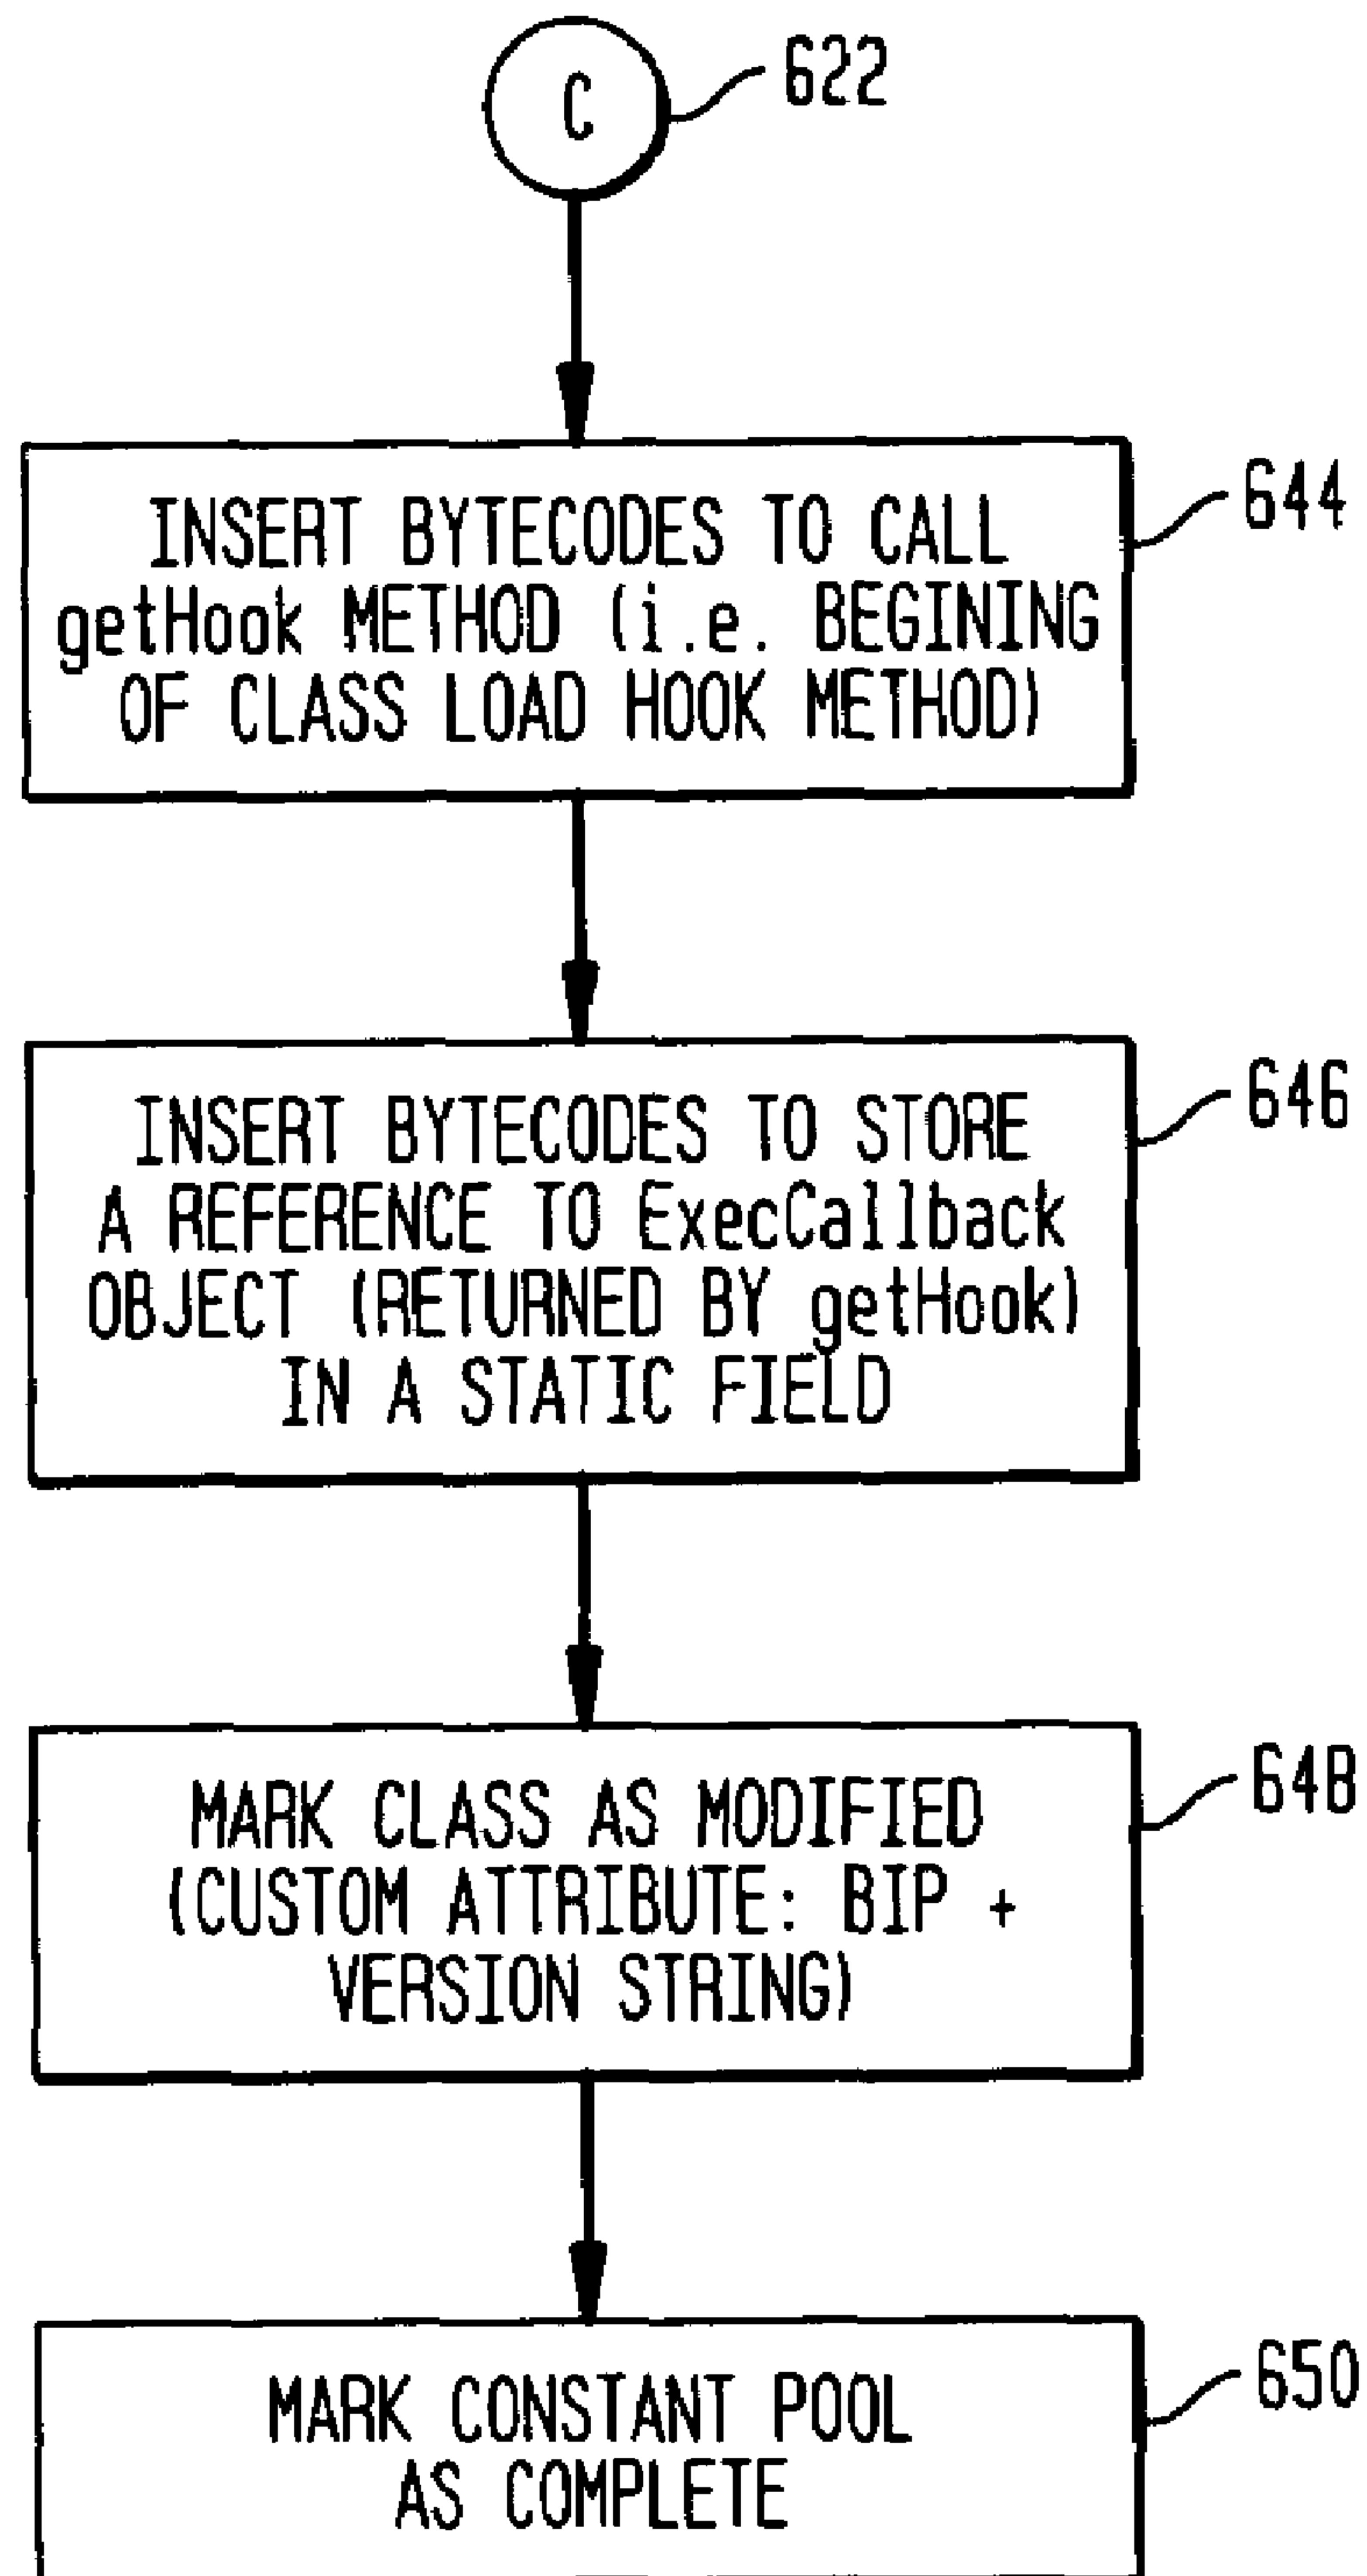 C
622
INSERT BYTECODES TO CALL
getHook METHOD (i.e. BEGINING
OF CLASS LOAD HOOK METHOD)
644
INSERT BYTECODES TO STORE
A REFERENCE TO ExecCallback
OBJECT (RETURNED BY getHook)
IN A STATIC FIELD
646
MARK CLASS AS MODIFIED
(CUSTOM ATTRIBUTE: BIP +
VERSION STRING)
648
MARK CONSTANT POOL
AS COMPLETE
650